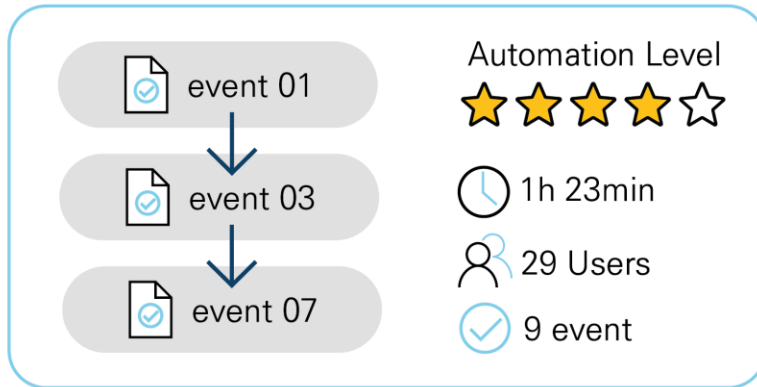 event 01
event 03
event 07
Automation Level
1h 23min
29 Users
9 event